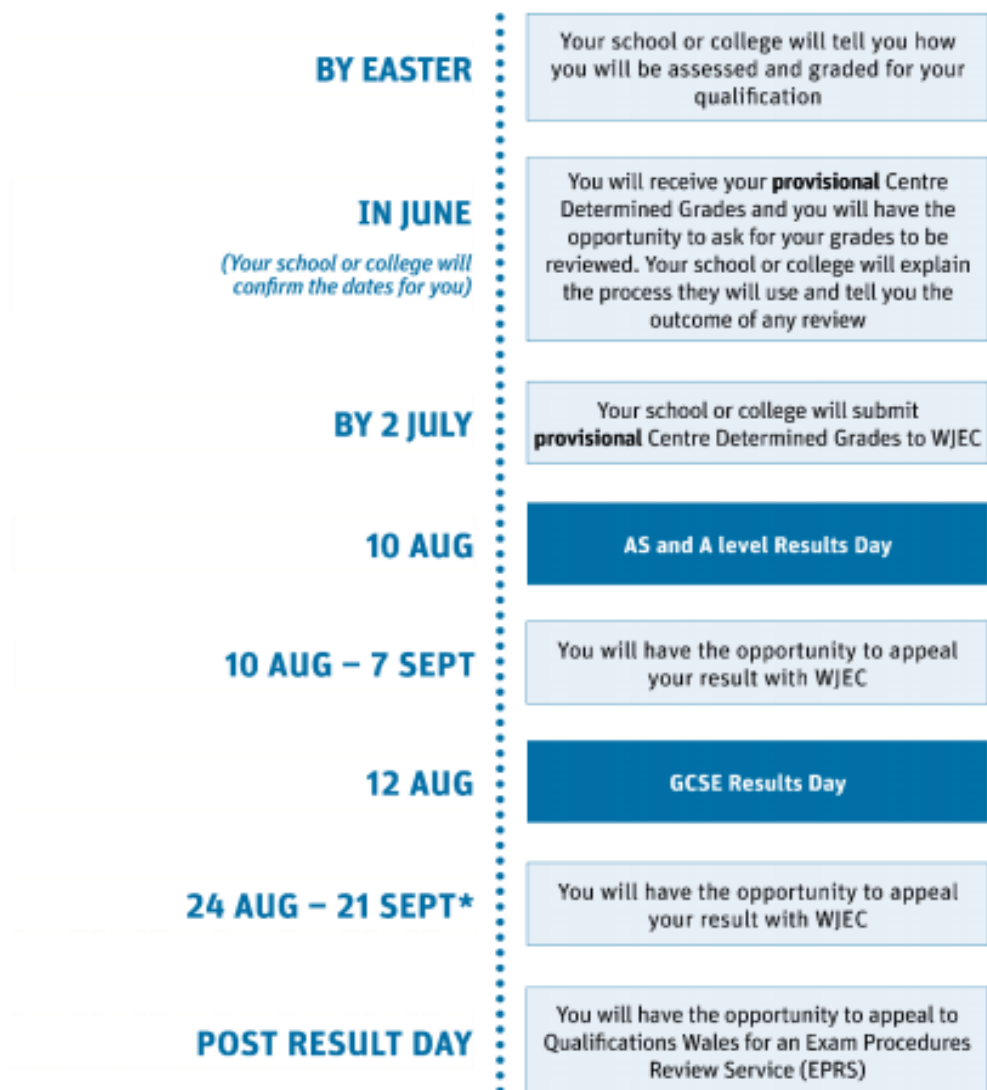 BY EASTER
Your school or college will tell you how
you will be assessed and graded for your
qualification
IN JUNE
(Your school or college will
confirm the dates for you)
You will receive your provisional Centre
Determined Grades and you will have the
opportunity to ask for your grades to be
reviewed. Your school or college will explain
the process they will use and tell you the
outcome of any review
BY 2 JULY
Your school or college will submit
provisional Centre Determined Grades to WJEC
10 AUG
AS and A level Results Day
10 AUG – 7 SEPT
You will have the opportunity to appeal
your result with WJEC
12 AUG
GCSE Results Day
24 AUG – 21 SEPT*
You will have the opportunity to appeal
your result with WJEC
POST RESULT DAY
You will have the opportunity to appeal to
Qualifications Wales for an Exam Procedures
Review Service (EPRS)